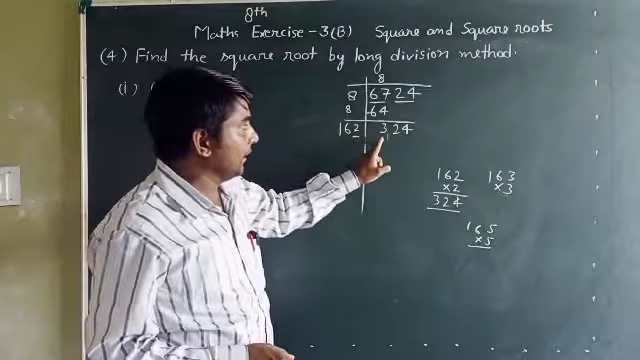 8th
Maths Exercise - 3(B) Square and Square roots
(4) Find the square root by long division method.
(i)
8
8 6724
8 -64
162 324
162 163
×2 ×3
324
165
×5